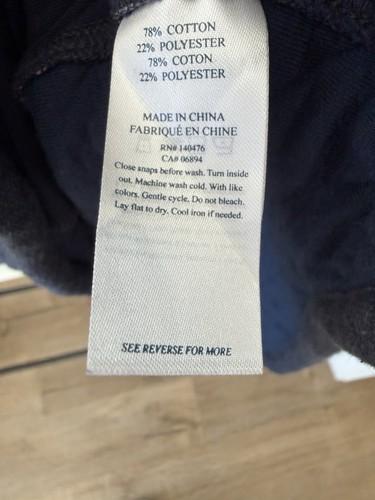 78% COTTON
22% POLYESTER
78% COTON
22% POLYESTER
MADE IN CHINA
FABRIQUÉ EN CHINE
RN# 140476
CA# 06894
Close snaps before wash. Turn inside
out. Machine wash cold. With like
colors. Gentle cycle. Do not bleach.
Lay flat to dry. Cool iron if needed.
SEE REVERSE FOR MORE